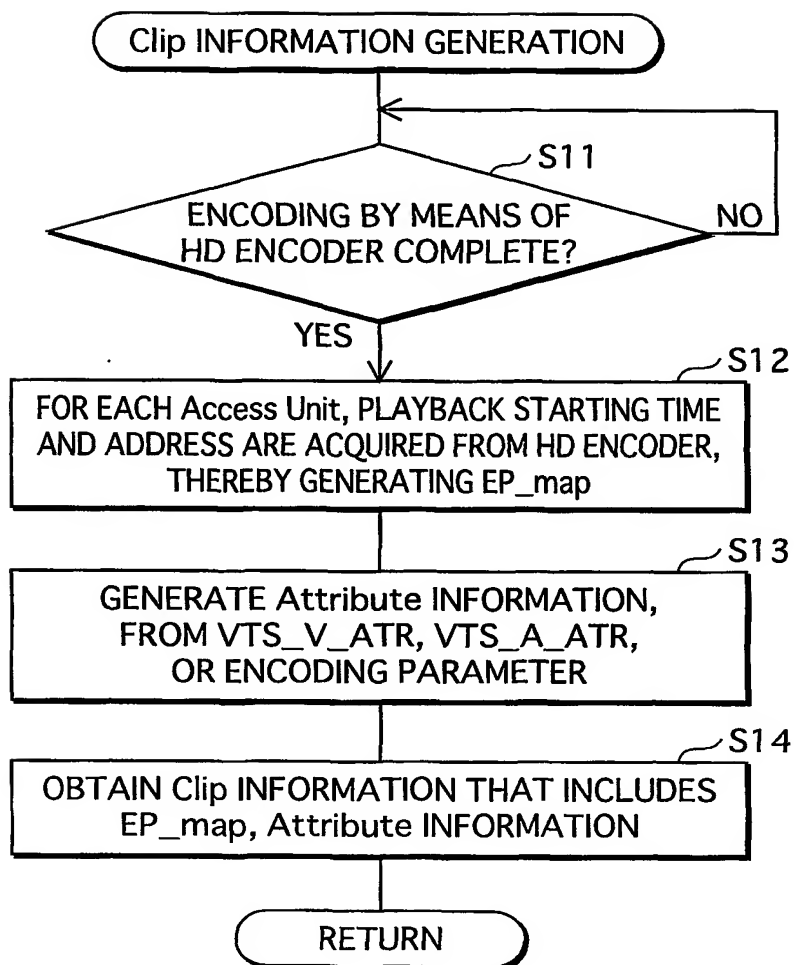 Clip INFORMATION GENERATION
S11
ENCODING BY MEANS OF
HD ENCODER COMPLETE?
NO
YES
S12
FOR EACH Access Unit, PLAYBACK STARTING TIME
AND ADDRESS ARE ACQUIRED FROM HD ENCODER,
THEREBY GENERATING EP_map
S13
GENERATE Attribute INFORMATION,
FROM VTS_V_ATR, VTS_A_ATR,
OR ENCODING PARAMETER
S14
OBTAIN Clip INFORMATION THAT INCLUDES
EP_map, Attribute INFORMATION
RETURN